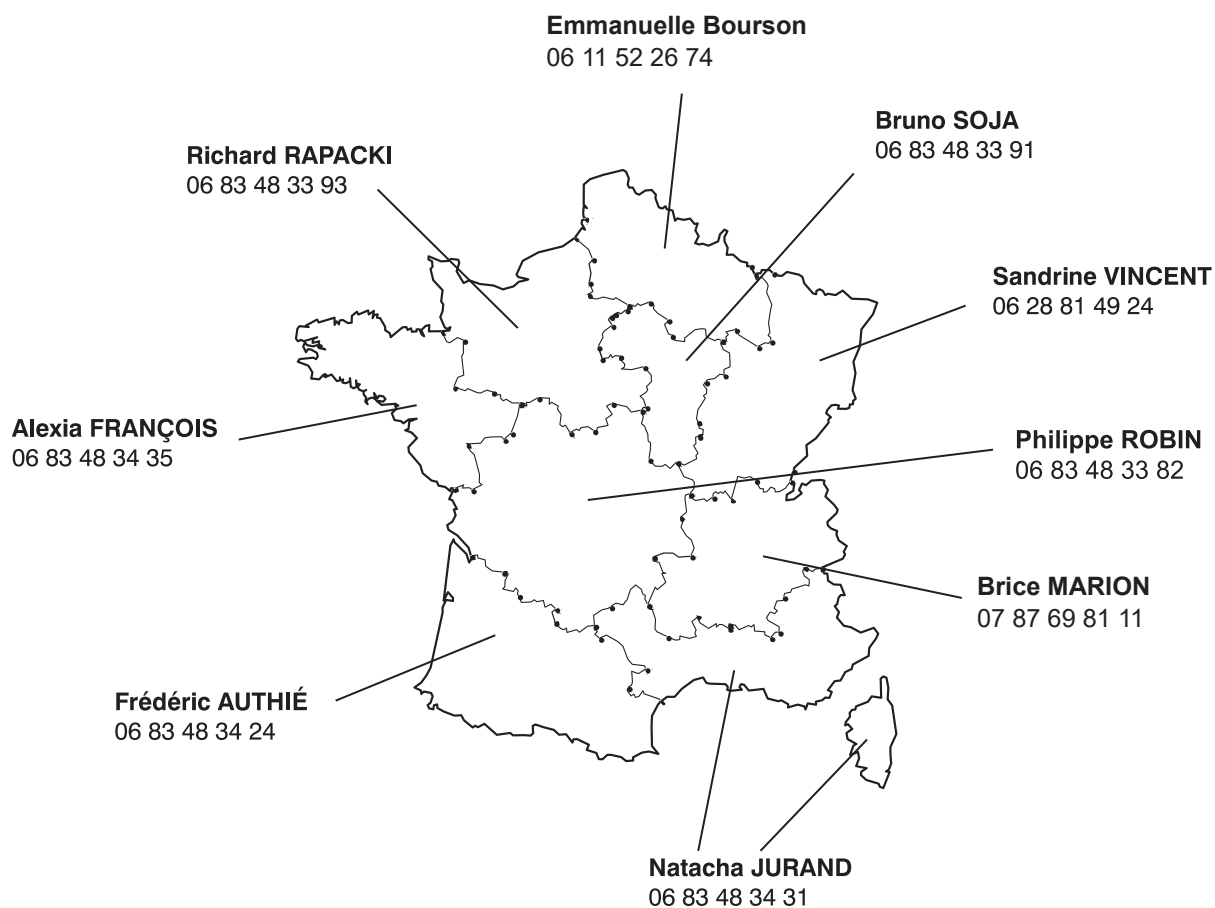 Emmanuelle Bourson
06 11 52 26 74
Bruno SOJA
06 83 48 33 91
Richard RAPACKI
06 83 48 33 93
Sandrine VINCENT
06 28 81 49 24
Alexia FRANÇOIS
06 83 48 34 35
Philippe ROBIN
06 83 48 33 82
Brice MARION
07 87 69 81 11
Frédéric AUTHIÉ
06 83 48 34 24
Natacha JURAND
06 83 48 34 31